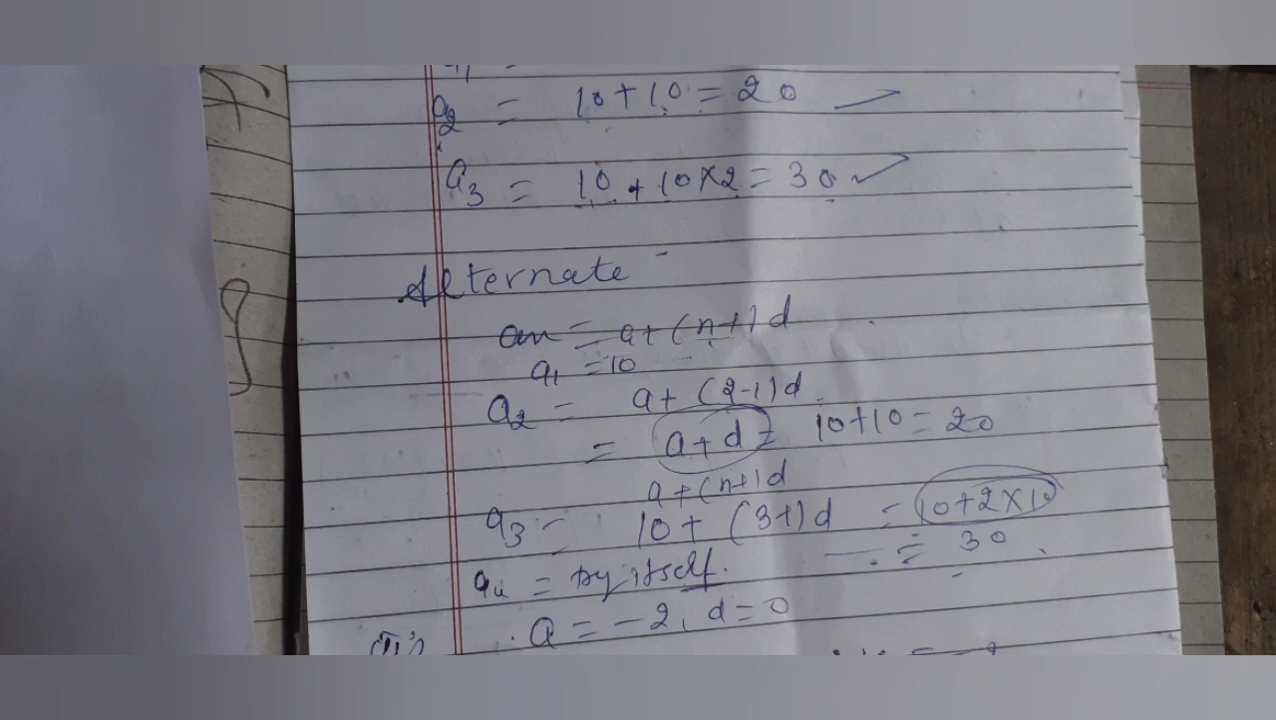 a1 =
a2 = 10+10 = 20
a3 = 10+10×2 = 30
Alternate -
an = a+(n-1)d
a1 = 10
a2 = a+(2-1)d
= a+d = 10+10 = 20
a+(n-1)d
a3 = 10+(3-1)d = 10+2×10
= 30
a4 = by itself.
a = -2, d = 0